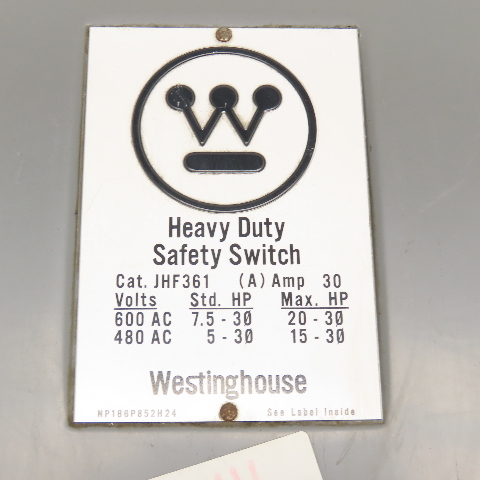 Heavy Duty
Safety Switch
Cat. JHF361 (A) Amp 30
Volts Std. HP Max. HP
600 AC 7.5 - 30 20 - 30
480 AC 5 - 30 15 - 30
Westinghouse
NP186P852H24 See Label Inside